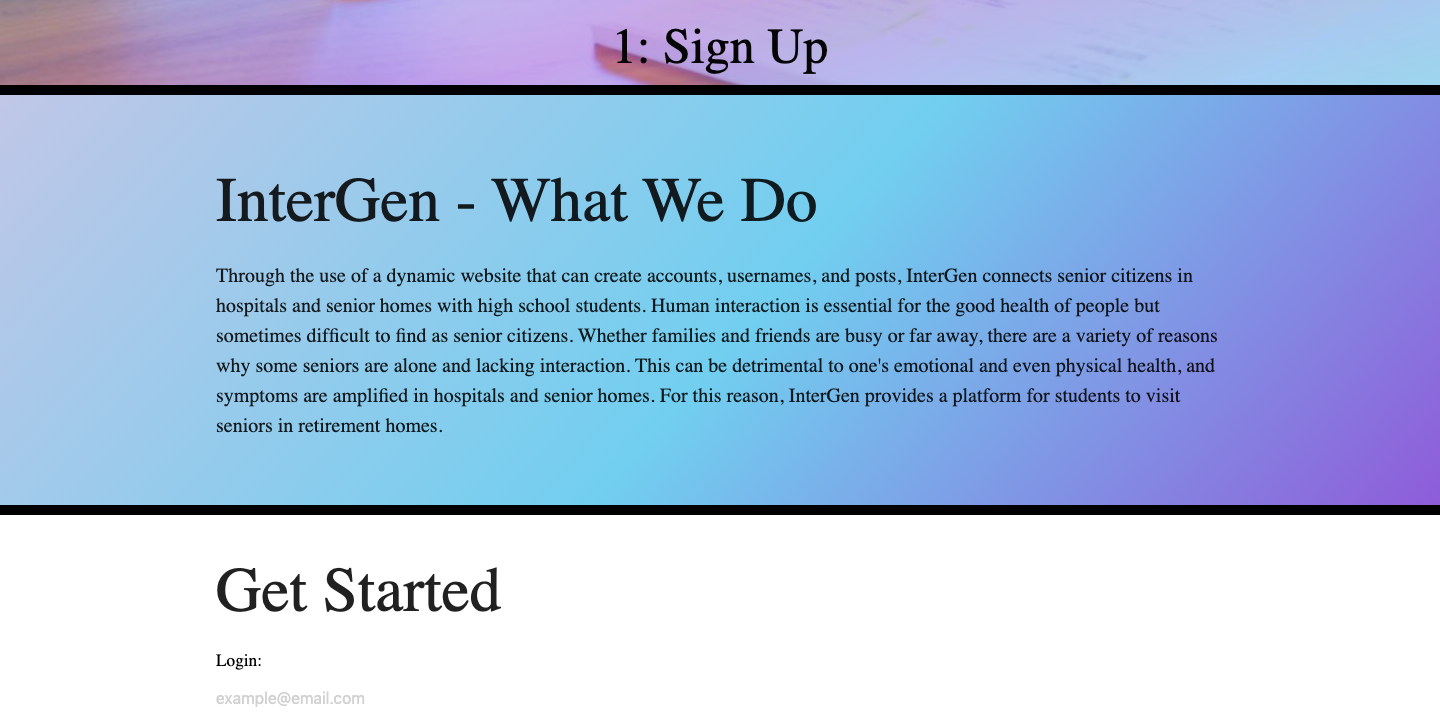 1: Sign Up
InterGen - What We Do
Through the use of a dynamic website that can create accounts, usernames, and posts, InterGen connects senior citizens in
hospitals and senior homes with high school students. Human interaction is essential for the good health of people but
sometimes difficult to find as senior citizens. Whether families and friends are busy or far away, there are a variety of reasons
why some seniors are alone and lacking interaction. This can be detrimental to one's emotional and even physical health, and
symptoms are amplified in hospitals and senior homes. For this reason, InterGen provides a platform for students to visit
seniors in retirement homes.
Get Started
Login:
example@email.com